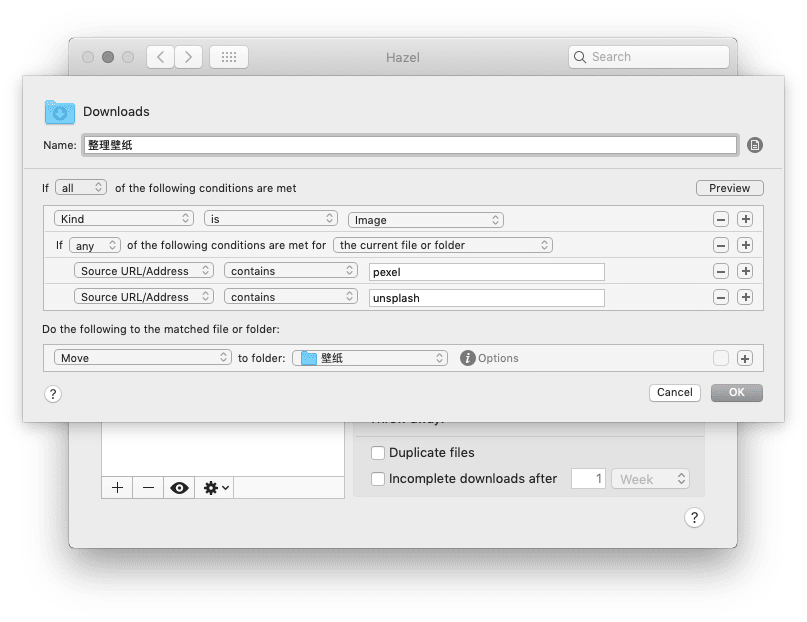 Hazel
Search
Downloads
Name: 整理壁纸
If all of the following conditions are met Preview
Kind is Image
If any of the following conditions are met for the current file or folder
Source URL/Address contains pexel
Source URL/Address contains unsplash
Do the following to the matched file or folder:
Move to folder: 壁纸 Options
? Cancel OK
Duplicate files
Incomplete downloads after 1 Week
?